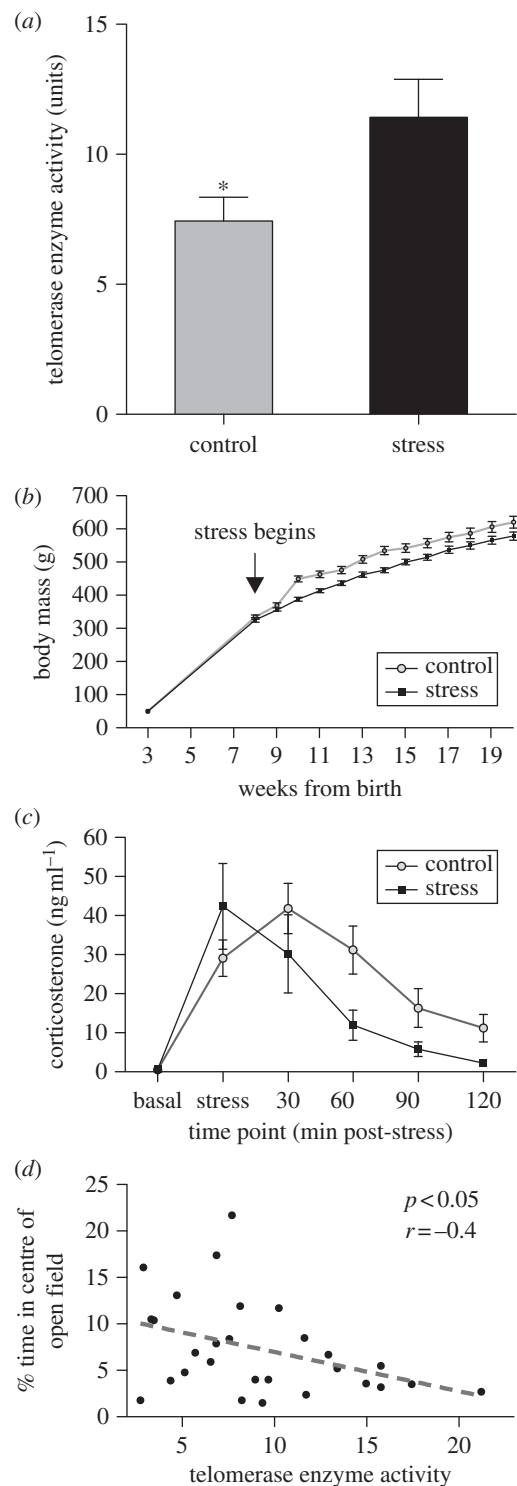 (a)
telomerase enzyme activity (units)
15
10
5
0
*
control
stress
(b)
body mass (g)
700
600
500
400
300
200
100
0
stress begins
control
stress
3 5 7 9 11 13 15 17 19
weeks from birth
(c)
corticosterone (ng ml−1)
60
50
40
30
20
10
0
control
stress
basal stress 30 60 90 120
time point (min post-stress)
(d)
% time in centre of
open field
25
20
15
10
5
0
p < 0.05
r = –0.4
5 10 15 20
telomerase enzyme activity